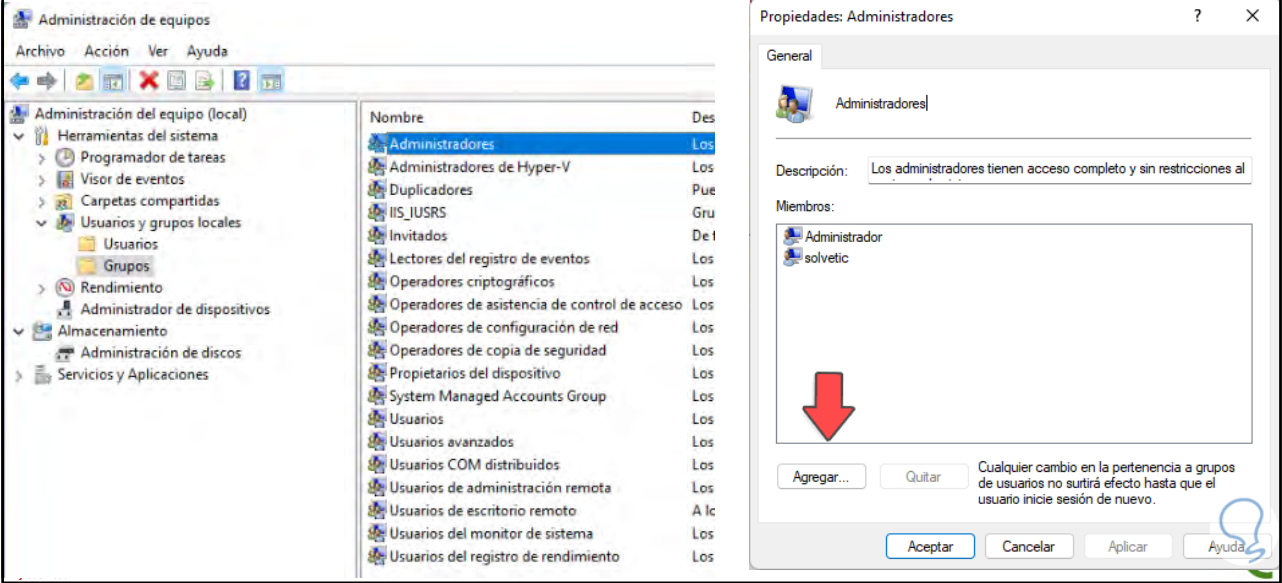 Administración de equipos
Archivo Acción Ver Ayuda
Administración del equipo (local)
Herramientas del sistema
Programador de tareas
Visor de eventos
Carpetas compartidas
Usuarios y grupos locales
Usuarios
Grupos
Rendimiento
Administrador de dispositivos
Almacenamiento
Administración de discos
Servicios y Aplicaciones
Nombre Des
Administradores Los
Administradores de Hyper-V Los
Duplicadores Pue
IIS_IUSRS Gru
Invitados De f
Lectores del registro de eventos Los
Operadores criptográficos Los
Operadores de asistencia de control de acceso Los
Operadores de configuración de red Los
Operadores de copia de seguridad Los
Propietarios del dispositivo Los
System Managed Accounts Group Los
Usuarios Los
Usuarios avanzados Los
Usuarios COM distribuidos Los
Usuarios de administración remota Los
Usuarios de escritorio remoto A lo
Usuarios del monitor de sistema Los
Usuarios del registro de rendimiento Los
Propiedades: Administradores
General
Administradores
Descripción: Los administradores tienen acceso completo y sin restricciones al
Miembros:
Administrador
solvetic
Agregar... Quitar
Cualquier cambio en la pertenencia a grupos
de usuarios no surtirá efecto hasta que el
usuario inicie sesión de nuevo.
Aceptar Cancelar Aplicar Ayuda